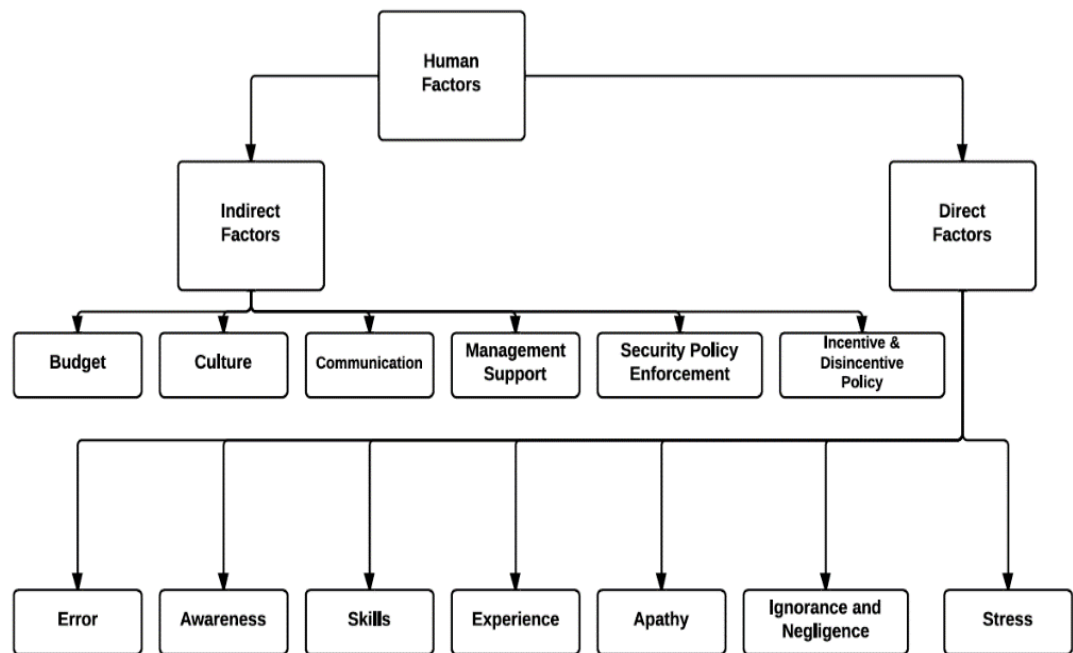 Human
Factors
Indirect
Factors
Direct
Factors
Budget
Culture
Communication
Management
Support
Security Policy
Enforcement
Incentive &
Disincentive
Policy
Error
Awareness
Skills
Experience
Apathy
Ignorance and
Negligence
Stress